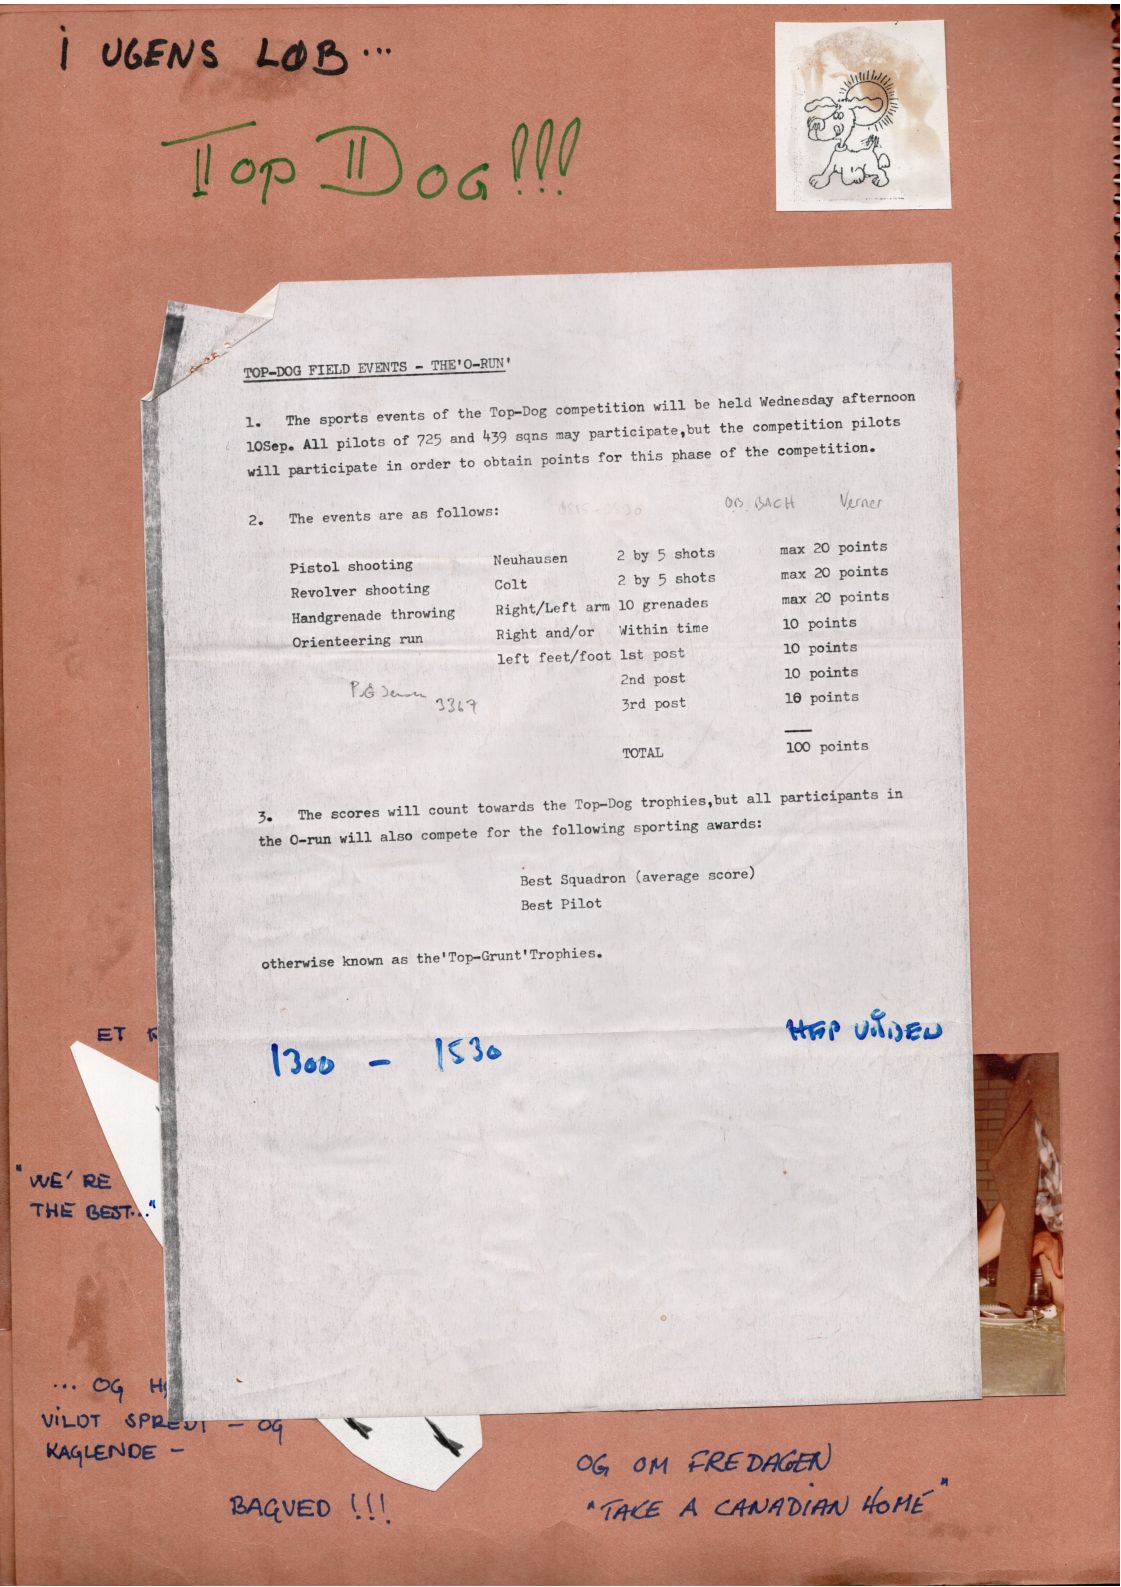 I UGENS LØB...
TOP DOG!!!
TOP-DOG FIELD EVENTS - THE'O-RUN'
1. The sports events of the Top-Dog competition will be held Wednesday afternoon
10Sep. All pilots of 725 and 439 sqns may participate,but the competition pilots
will participate in order to obtain points for this phase of the competition.
OB. BACH Verner
2. The events are as follows:
Pistol shooting Neuhausen 2 by 5 shots max 20 points
Revolver shooting Colt 2 by 5 shots max 20 points
Handgrenade throwing Right/Left arm 10 grenades max 20 points
Orienteering run Right and/or Within time 10 points
left feet/foot 1st post 10 points
2nd post 10 points
3rd post 10 points
3367
TOTAL 100 points
3. The scores will count towards the Top-Dog trophies,but all participants in
the O-run will also compete for the following sporting awards:
Best Squadron (average score)
Best Pilot
otherwise known as the'Top-Grunt'Trophies.
1300 - 1530
ET
"WE'RE
THE BEST..."
... OG
VILDT SPREDT - OG
KAGLENDE -
BAGVED !!!
OG OM FREDAGEN
"TAKE A CANADIAN HOME"